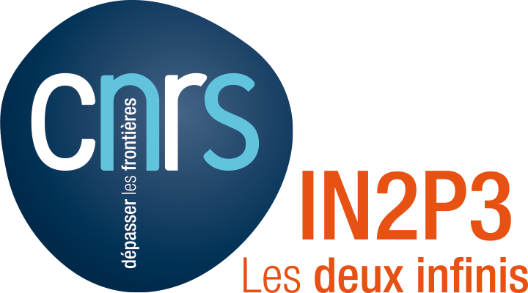 cnrs
dépasser les frontières
IN2P3
Les deux infinis